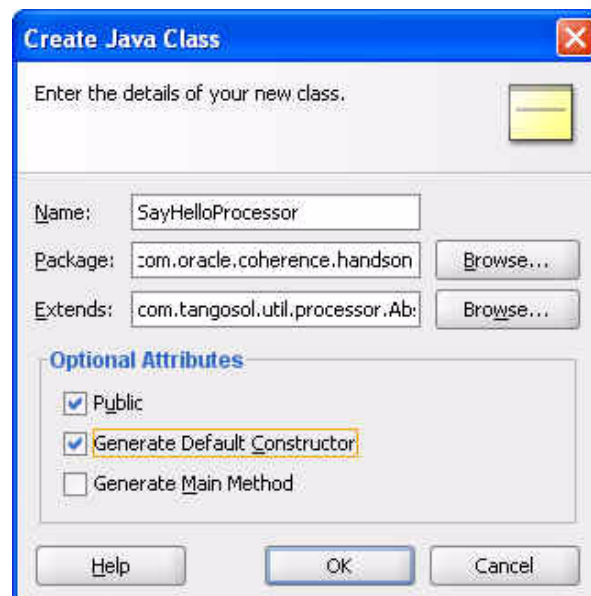 Create Java Class
Enter the details of your new class.
Name: SayHelloProcessor
Package: com.oracle.coherence.handson Browse...
Extends: com.tangosol.util.processor.Ab Browse...
Optional Attributes
Public
Generate Default Constructor
Generate Main Method
Help OK Cancel